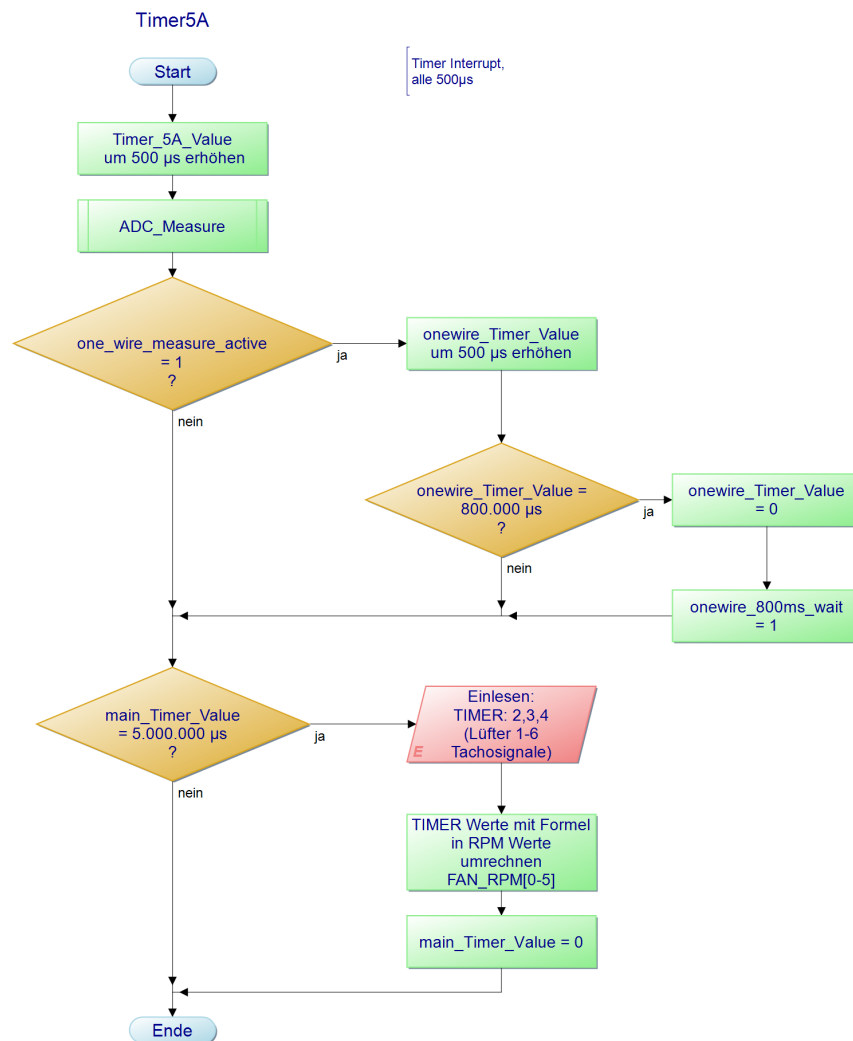 Timer5A
Timer Interrupt,
alle 500µs
Start
Timer_5A_Value
um 500 µs erhöhen
ADC_Measure
one_wire_measure_active
= 1
?
ja
nein
onewire_Timer_Value
um 500 µs erhöhen
onewire_Timer_Value =
800.000 µs
?
ja
nein
onewire_Timer_Value
= 0
onewire_800ms_wait
= 1
main_Timer_Value
= 5.000.000 µs
?
ja
nein
Einlesen:
TIMER: 2,3,4
(Lüfter 1-6
Tachosignale)
E
TIMER Werte mit Formel
in RPM Werte
umrechnen
FAN_RPM[0-5]
main_Timer_Value = 0
Ende